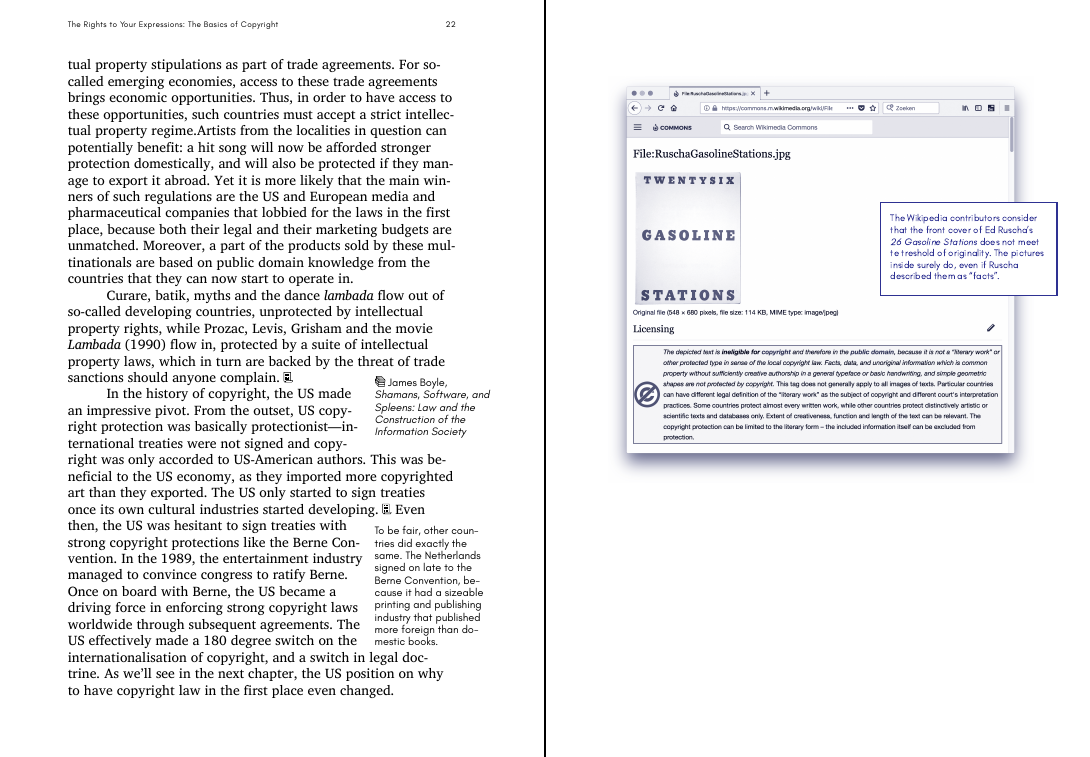 The Rights to Your Expressions: The Basics of Copyright
22
tual property stipulations as part of trade agreements. For so-
called emerging economies, access to these trade agreements
brings economic opportunities. Thus, in order to have access to
these opportunities, such countries must accept a strict intellec-
tual property regime.Artists from the localities in question can
potentially benefit: a hit song will now be afforded stronger
protection domestically, and will also be protected if they man-
age to export it abroad. Yet it is more likely that the main win-
ners of such regulations are the US and European media and
pharmaceutical companies that lobbied for the laws in the first
place, because both their legal and their marketing budgets are
unmatched. Moreover, a part of the products sold by these mul-
tinationals are based on public domain knowledge from the
countries that they can now start to operate in.
Curare, batik, myths and the dance lambada flow out of
so-called developing countries, unprotected by intellectual
property rights, while Prozac, Levis, Grisham and the movie
Lambada (1990) flow in, protected by a suite of intellectual
property laws, which in turn are backed by the threat of trade
sanctions should anyone complain.
In the history of copyright, the US made
an impressive pivot. From the outset, US copy-
right protection was basically protectionist—in-
ternational treaties were not signed and copy-
right was only accorded to US-American authors. This was be-
neficial to the US economy, as they imported more copyrighted
art than they exported. The US only started to sign treaties
once its own cultural industries started developing. Even
then, the US was hesitant to sign treaties with
strong copyright protections like the Berne Con-
vention. In the 1989, the entertainment industry
managed to convince congress to ratify Berne.
Once on board with Berne, the US became a
driving force in enforcing strong copyright laws
worldwide through subsequent agreements. The
US effectively made a 180 degree switch on the
internationalisation of copyright, and a switch in legal doc-
trine. As we'll see in the next chapter, the US position on why
to have copyright law in the first place even changed.
James Boyle,
Shamans, Software, and
Spleens: Law and the
Construction of the
Information Society
To be fair, other coun-
tries did exactly the
same. The Netherlands
signed on late to the
Berne Convention, be-
cause it had a sizeable
printing and publishing
industry that published
more foreign than do-
mestic books.
File:RuschaGasolineStations.jpg
https://commons.m.wikimedia.org/wiki/File
Zoeken
COMMONS
Search Wikimedia Commons
File:RuschaGasolineStations.jpg
TWENTYSIX
GASOLINE
STATIONS
Original file (548 × 680 pixels, file size: 114 KB, MIME type: image/jpeg)
Licensing
The depicted text is ineligible for copyright and therefore in the public domain, because it is not a "literary work" or
other protected type in sense of the local copyright law. Facts, data, and unoriginal information which is common
property without sufficiently creative authorship in a general typeface or basic handwriting, and simple geometric
shapes are not protected by copyright. This tag does not generally apply to all images of texts. Particular countries
can have different legal definition of the "literary work" as the subject of copyright and different court's interpretation
practices. Some countries protect almost every written work, while other countries protect distinctively artistic or
scientific texts and databases only. Extent of creativeness, function and length of the text can be relevant. The
copyright protection can be limited to the literary form – the included information itself can be excluded from
protection.
The Wikipedia contributors consider
that the front cover of Ed Ruscha's
26 Gasoline Stations does not meet
te treshold of originality. The pictures
inside surely do, even if Ruscha
described them as "facts".